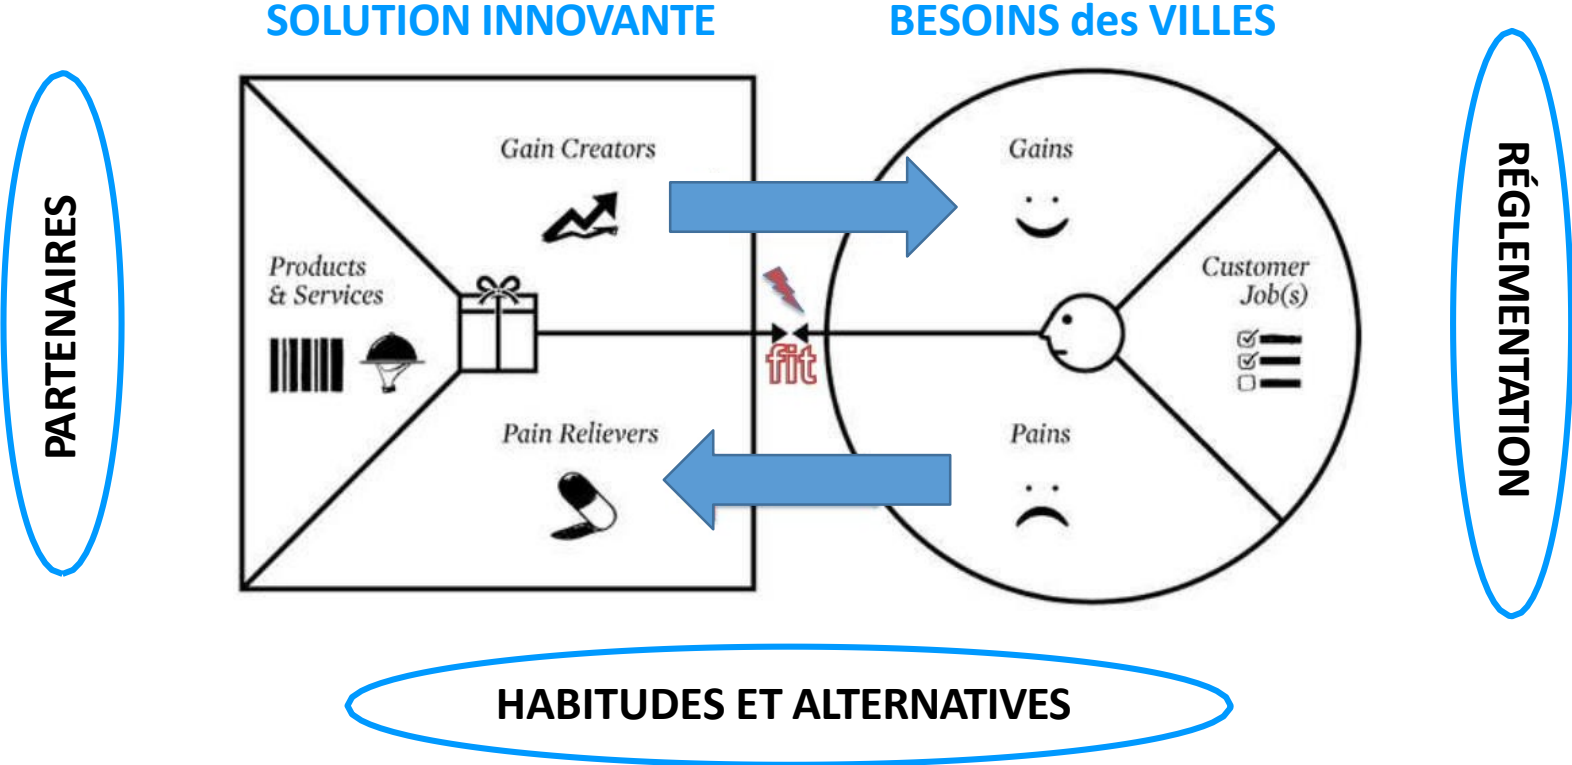 SOLUTION INNOVANTE
BESOINS des VILLES
PARTENAIRES
Gain Creators
Products
& Services
Pain Relievers
fit
Gains
Customer
Job(s)
Pains
RÉGLEMENTATION
HABITUDES ET ALTERNATIVES